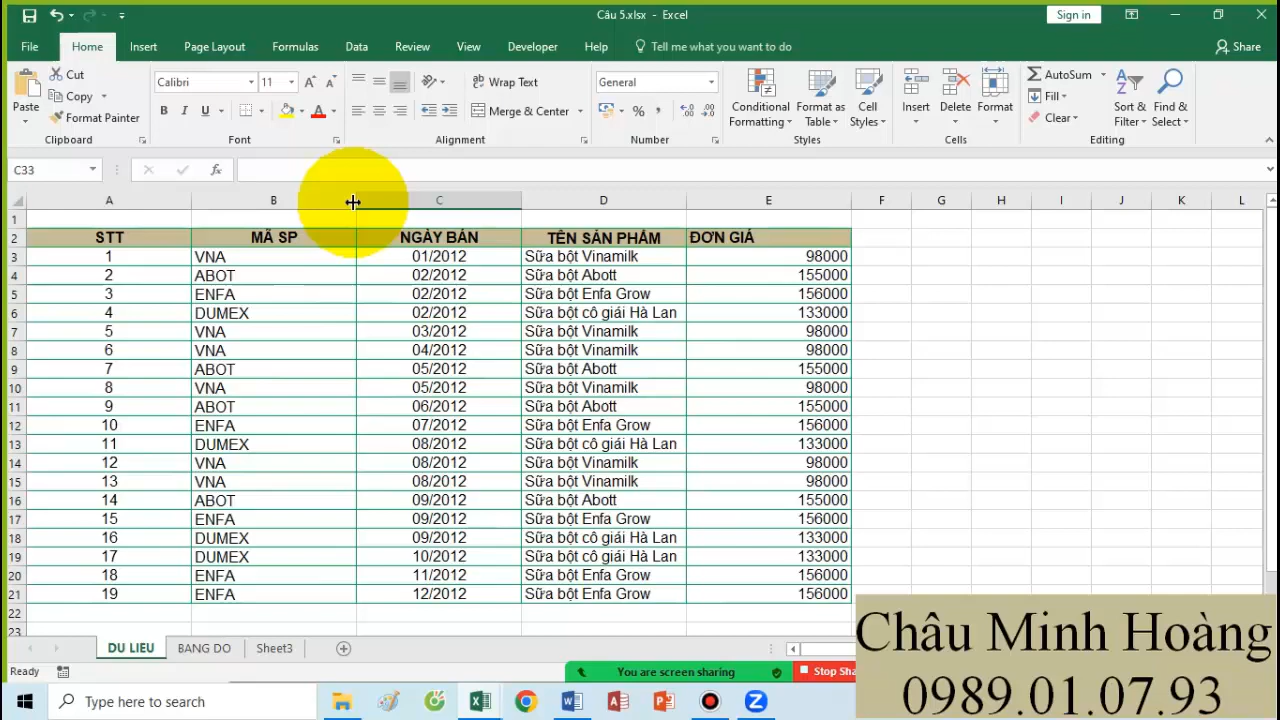 Câu 5.xlsx - Excel
Sign in
File Home Insert Page Layout Formulas Data Review View Developer Help Tell me what you want to do Share
Cut
Copy
Format Painter
Paste
Calibri 11
B I U
Wrap Text
Merge & Center
General
Conditional Formatting
Format as Table
Cell Styles
Insert Delete Format
AutoSum
Fill
Clear
Sort & Filter
Find & Select
Clipboard Font Alignment Number Styles Cells Editing
C33 fx
A B C D E F G H I J K L
1
2 STT MÃ SP NGÀY BÁN TÊN SẢN PHẨM ĐƠN GIÁ
3 1 VNA 01/2012 Sữa bột Vinamilk 98000
4 2 ABOT 02/2012 Sữa bột Abott 155000
5 3 ENFA 02/2012 Sữa bột Enfa Grow 156000
6 4 DUMEX 02/2012 Sữa bột cô giái Hà Lan 133000
7 5 VNA 03/2012 Sữa bột Vinamilk 98000
8 6 VNA 04/2012 Sữa bột Vinamilk 98000
9 7 ABOT 05/2012 Sữa bột Abott 155000
10 8 VNA 05/2012 Sữa bột Vinamilk 98000
11 9 ABOT 06/2012 Sữa bột Abott 155000
12 10 ENFA 07/2012 Sữa bột Enfa Grow 156000
13 11 DUMEX 08/2012 Sữa bột cô giái Hà Lan 133000
14 12 VNA 08/2012 Sữa bột Vinamilk 98000
15 13 VNA 08/2012 Sữa bột Vinamilk 98000
16 14 ABOT 09/2012 Sữa bột Abott 155000
17 15 ENFA 09/2012 Sữa bột Enfa Grow 156000
18 16 DUMEX 09/2012 Sữa bột cô giái Hà Lan 133000
19 17 DUMEX 10/2012 Sữa bột cô giái Hà Lan 133000
20 18 ENFA 11/2012 Sữa bột Enfa Grow 156000
21 19 ENFA 12/2012 Sữa bột Enfa Grow 156000
22
23
DU LIEU BANG DO Sheet3
Ready
You are screen sharing
Stop Sha
Type here to search
Châu Minh Hoàng
0989.01.07.93